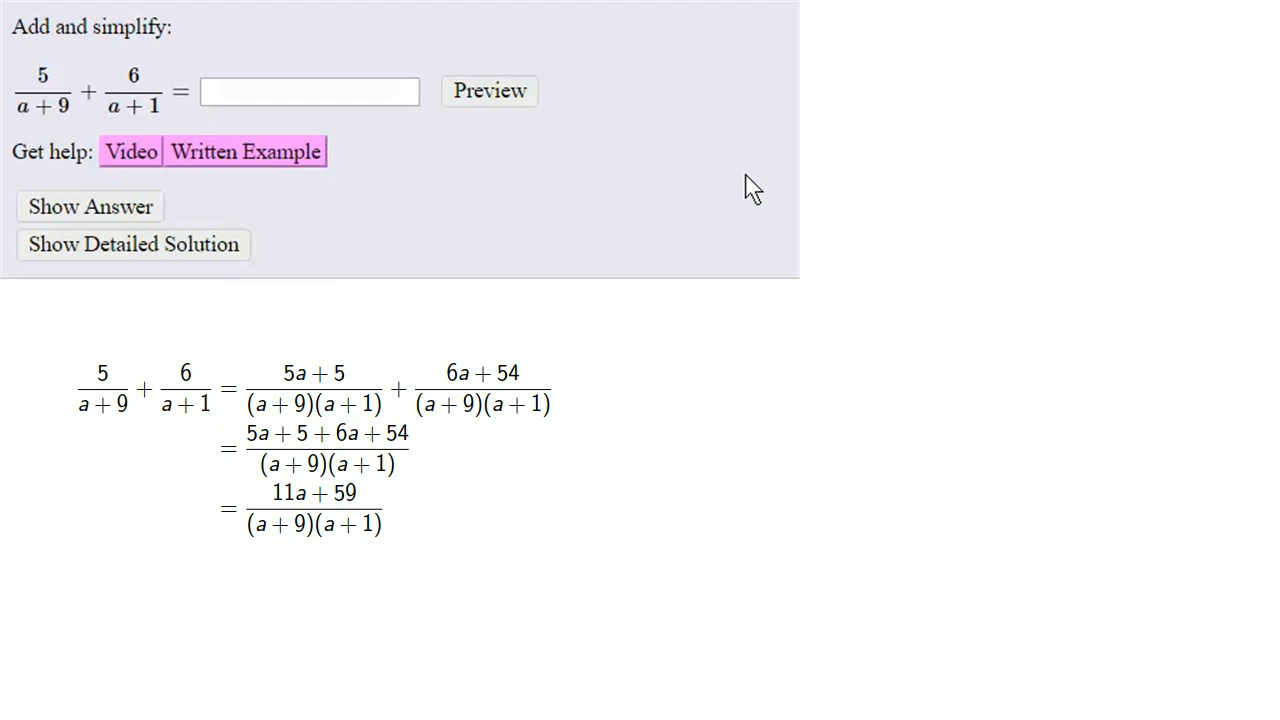 Add and simplify:
5/(a + 9) + 6/(a + 1) = Preview
Get help: Video Written Example
Show Answer
Show Detailed Solution
5/(a + 9) + 6/(a + 1) = (5a + 5)/((a + 9)(a + 1)) + (6a + 54)/((a + 9)(a + 1))
= (5a + 5 + 6a + 54)/((a + 9)(a + 1))
= (11a + 59)/((a + 9)(a + 1))